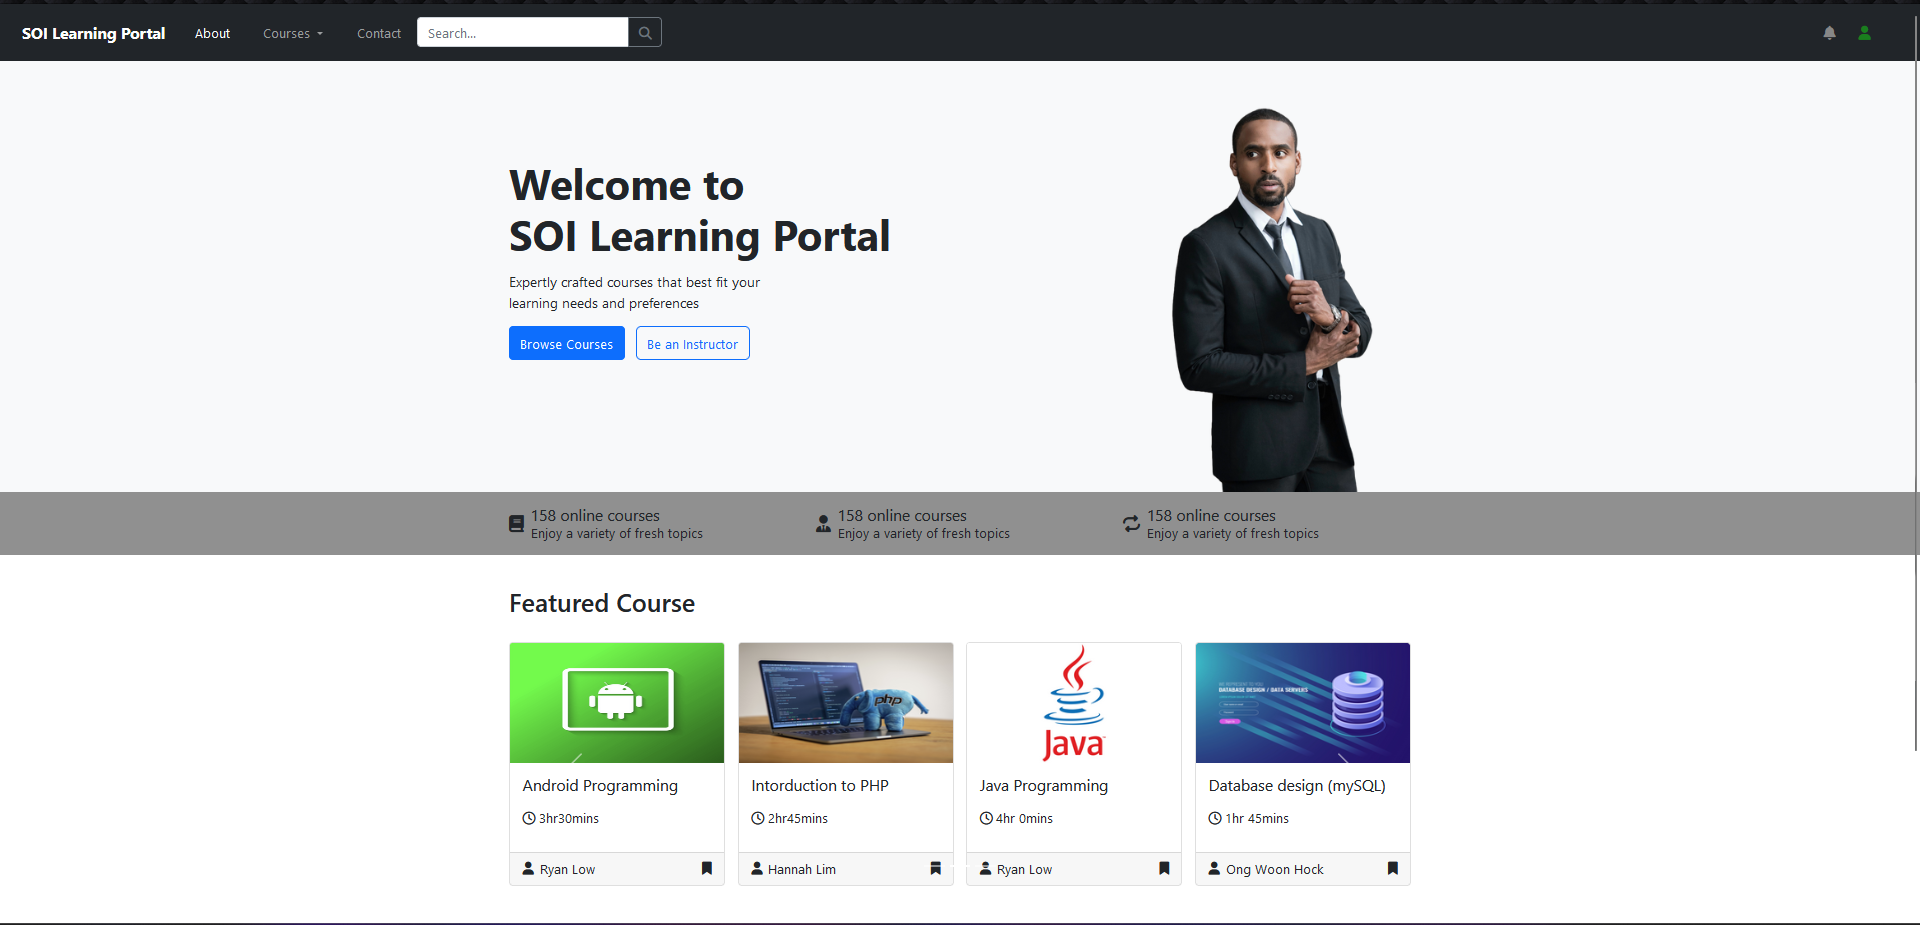 SOI Learning Portal About Courses Contact Search...
Welcome to
SOI Learning Portal
Expertly crafted courses that best fit your
learning needs and preferences
Browse Courses Be an Instructor
158 online courses
Enjoy a variety of fresh topics
158 online courses
Enjoy a variety of fresh topics
158 online courses
Enjoy a variety of fresh topics
Featured Course
php
Java
DATABASE DESIGN / DATA SERVERS
Android Programming
3hr30mins
Ryan Low
Intorduction to PHP
2hr45mins
Hannah Lim
Java Programming
4hr 0mins
Ryan Low
Database design (mySQL)
1hr 45mins
Ong Woon Hock